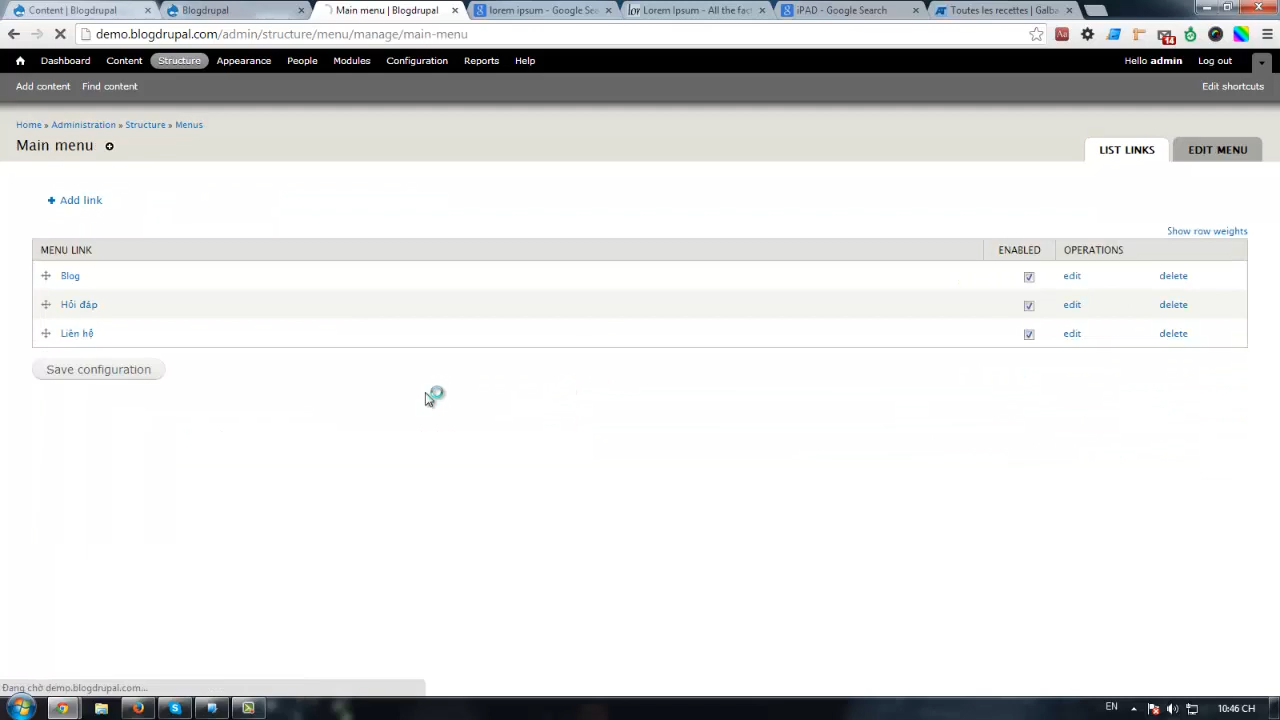 Content | Blogdrupal
Blogdrupal
Main menu | Blogdrupal
lorem ipsum - Google Sea
Lorem Ipsum - All the fact
iPAD - Google Search
Toutes les recettes | Galba
demo.blogdrupal.com/admin/structure/menu/manage/main-menu
14
Dashboard Content Structure Appearance People Modules Configuration Reports Help Hello admin Log out
Add content Find content Edit shortcuts
Home » Administration » Structure » Menus
Main menu
LIST LINKS EDIT MENU
Add link
Show row weights
MENU LINK ENABLED OPERATIONS
Blog edit delete
Hỏi đáp edit delete
Liên hệ edit delete
Save configuration
Đang chờ demo.blogdrupal.com...
EN 10:46 CH